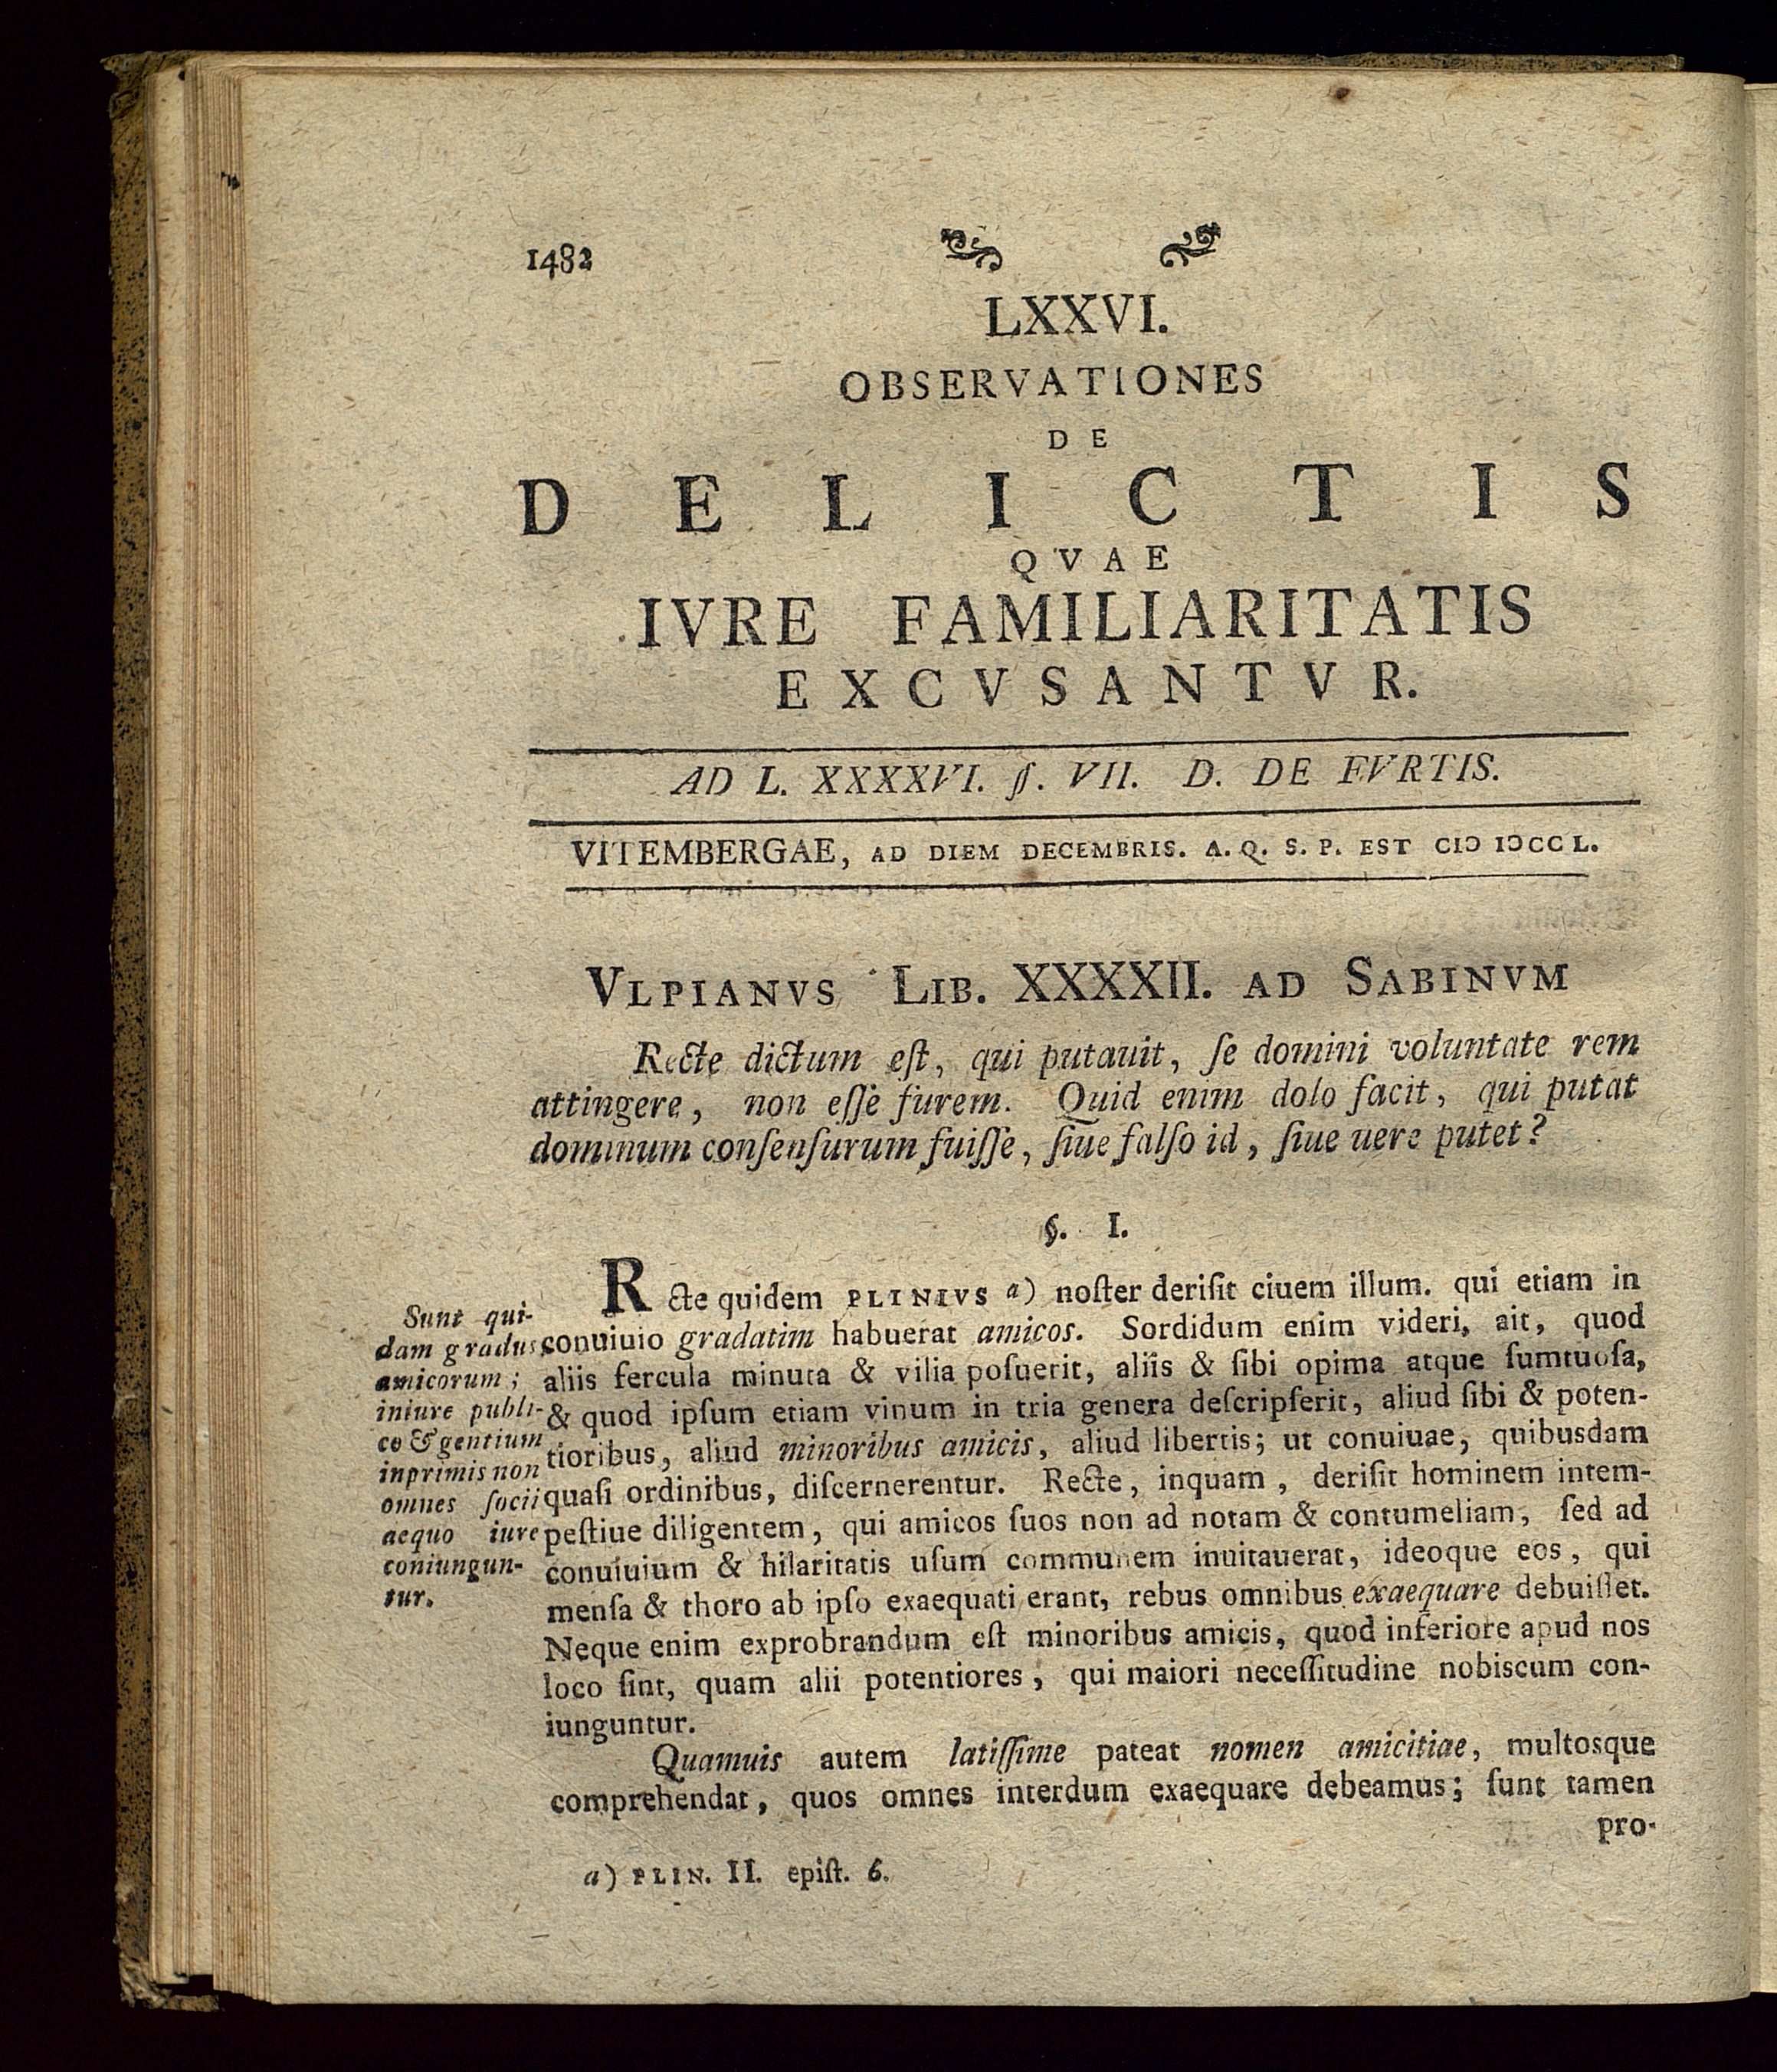 1482
LXXVI.
OBSERVATIONES
DE
DELICTIS
QVAE
IVRE FAMILIARITATIS
EXCVSANTVR.
AD L. XXXXVI. §. VII. D. DE FVRTIS.
VITEMBERGAE, AD DIEM DECEMBRIS. A. Q. S. P. EST CIↃ IↃCC L.
VLPIANVS LIB. XXXXII. AD SABINVM
Recte dictum eſt, qui putauit, ſe domini voluntate rem
attingere, non eſſe furem. Quid enim dolo facit, qui putat
dominum conſenſurum fuiſſe, ſiue falſo id, ſiue uere putet?
§. I.
Rcte quidem PLINIVS a) noſter deriſit ciuem illum. qui etiam in
conuiuio gradatim habuerat amicos. Sordidum enim videri, ait, quod
aliis fercula minuta & vilia poſuerit, aliis & ſibi opima atque ſumtuoſa,
& quod ipſum etiam vinum in tria genera deſcripſerit, aliud ſibi & poten-
tioribus, aliud minoribus amicis, aliud libertis; ut conuiuae, quibusdam
quaſi ordinibus, diſcernerentur. Recte, inquam, deriſit hominem intem-
peſtiue diligentem, qui amicos ſuos non ad notam & contumeliam, ſed ad
conuiuium & hilaritatis uſum communem inuitauerat, ideoque eos, qui
menſa & thoro ab ipſo exaequati erant, rebus omnibus exaequare debuiſſet.
Neque enim exprobrandum eſt minoribus amicis, quod inferiore apud nos
loco ſint, quam alii potentiores, qui maiori neceſſitudine nobiscum con-
iunguntur.
Quamuis autem latiſſime pateat nomen amicitiae, multosque
comprehendat, quos omnes interdum exaequare debeamus; ſunt tamen
pro-
Sunt qui-
dam gradus
amicorum;
iniure publi-
co & gentium
inprimis non
omnes ſocii
aequo iure
coniungun-
tur.
a) PLIN. II. epiſt. 6.